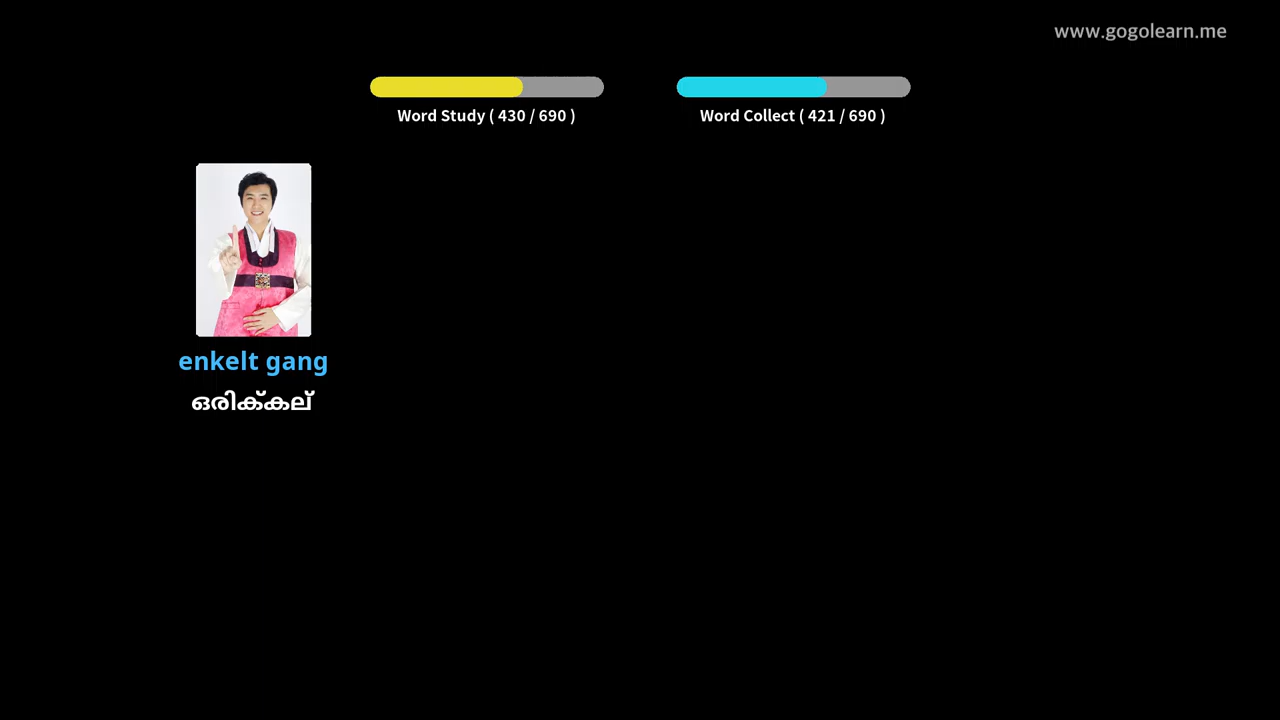 www.gogolearn.me
Word Study ( 430 / 690 )
Word Collect ( 421 / 690 )
enkelt gang
ഒരിക്കല്